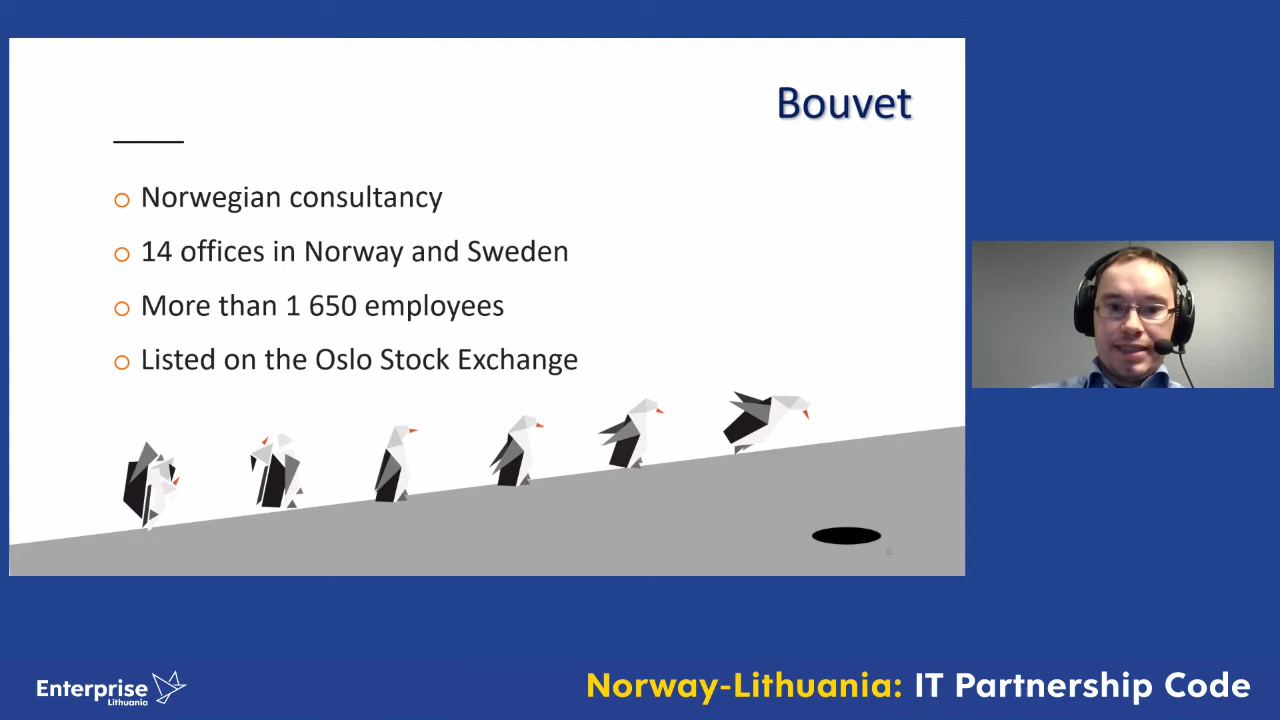 Bouvet
Norwegian consultancy
14 offices in Norway and Sweden
More than 1 650 employees
Listed on the Oslo Stock Exchange
6
Enterprise
Lithuania
Norway-Lithuania: IT Partnership Code